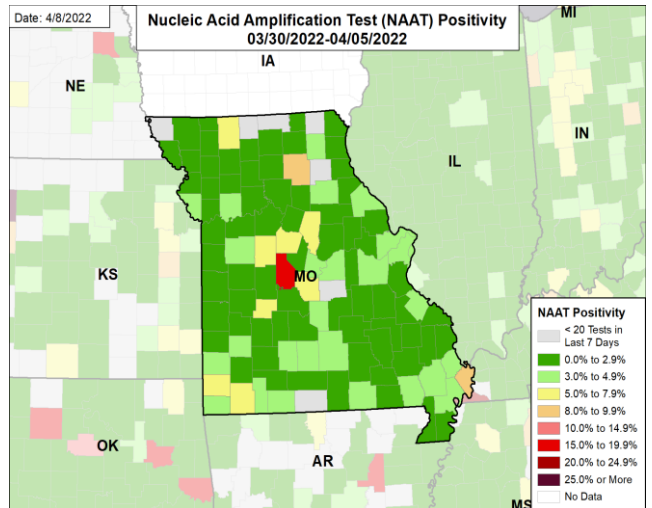 Date: 4/8/2022
Nucleic Acid Amplification Test (NAAT) Positivity
03/30/2022-04/05/2022
MI
IA
NE
IN
IL
KS
MO
OK
AR
MS
NAAT Positivity
< 20 Tests in
Last 7 Days
0.0% to 2.9%
3.0% to 4.9%
5.0% to 7.9%
8.0% to 9.9%
10.0% to 14.9%
15.0% to 19.9%
20.0% to 24.9%
25.0% or More
No Data